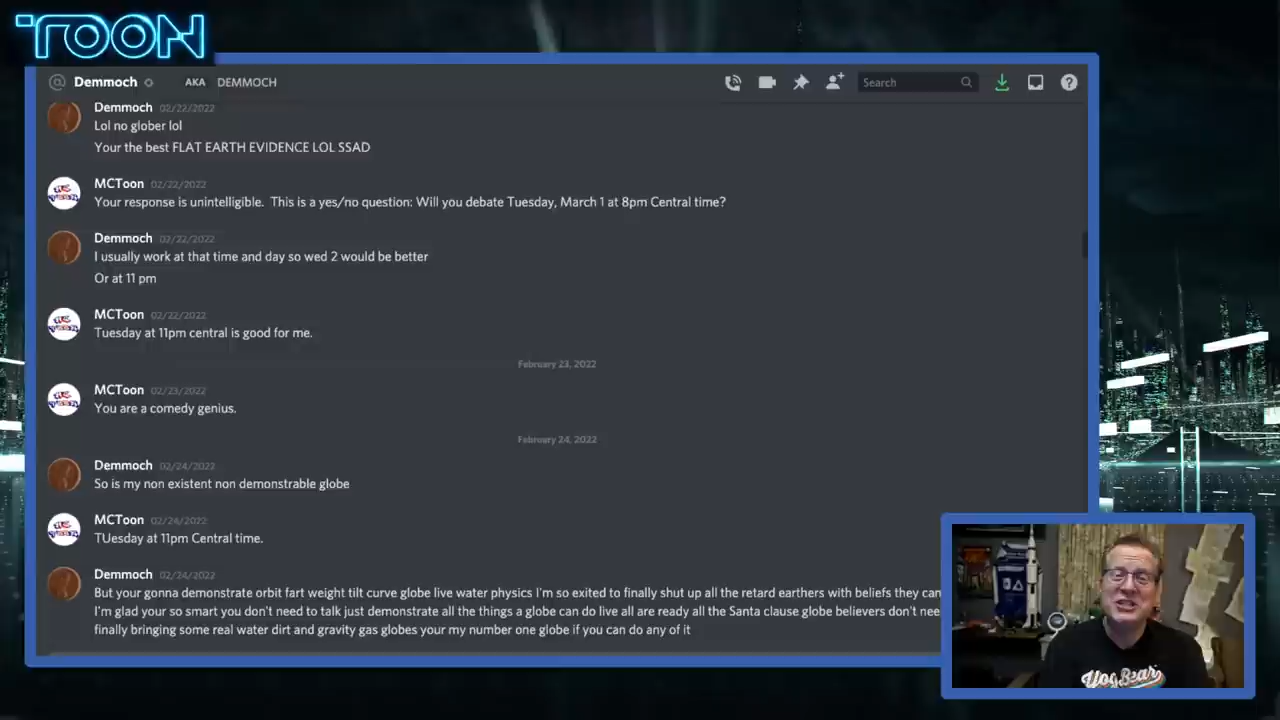 TOON
@ Demmoch AKA DEMMOCH
Search
Demmoch 02/22/2022
Lol no glober lol
Your the best FLAT EARTH EVIDENCE LOL SSAD
MCToon 02/22/2022
Your response is unintelligible. This is a yes/no question: Will you debate Tuesday, March 1 at 8pm Central time?
Demmoch 02/22/2022
I usually work at that time and day so wed 2 would be better
Or at 11 pm
MCToon 02/22/2022
Tuesday at 11pm central is good for me.
February 23, 2022
MCToon 02/23/2022
You are a comedy genius.
February 24, 2022
Demmoch 02/24/2022
So is my non existent non demonstrable globe
MCToon 02/24/2022
TUesday at 11pm Central time.
Demmoch 02/24/2022
But your gonna demonstrate orbit fart weight tilt curve globe live water physics I'm so exited to finally shut up all the retard earthers with beliefs they can
I'm glad your so smart you don't need to talk just demonstrate all the things a globe can do live all are ready all the Santa clause globe believers don't nee
finally bringing some real water dirt and gravity gas globes your my number one globe if you can do any of it